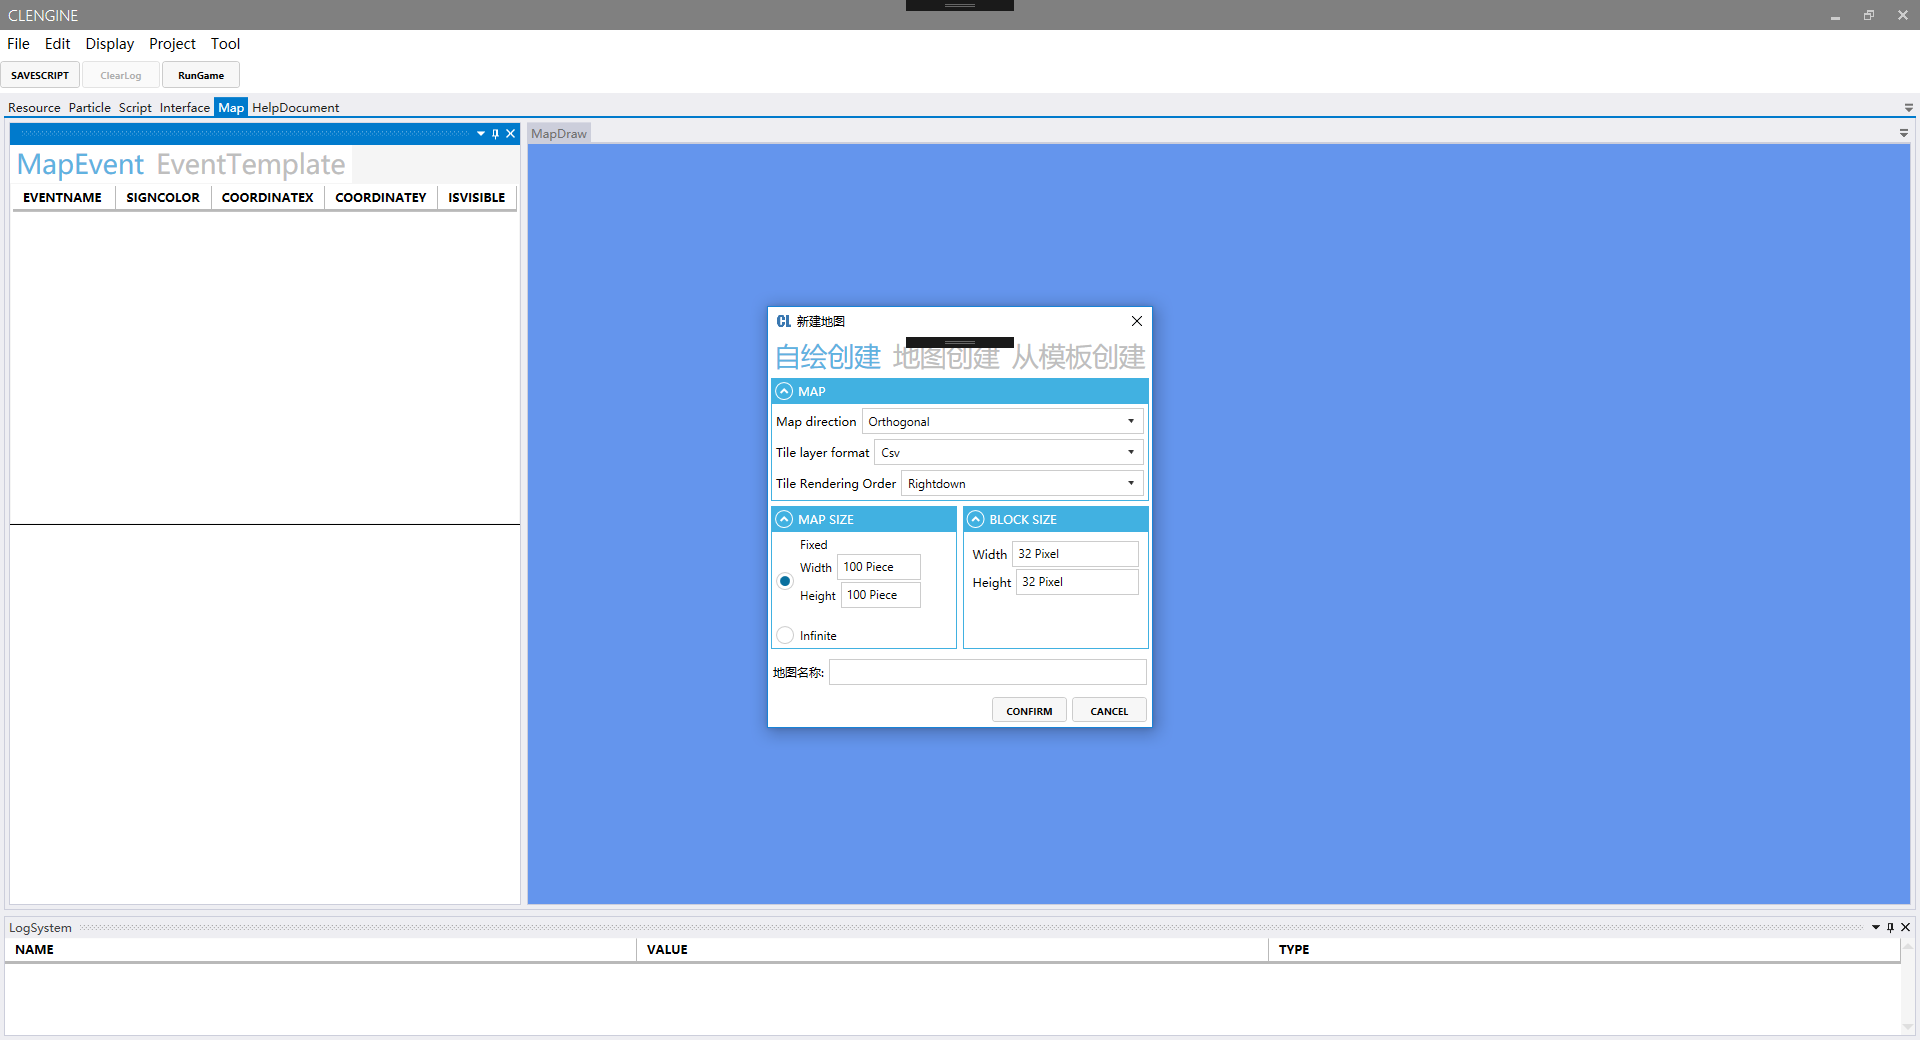 CLENGINE
File Edit Display Project Tool
SAVESCRIPT ClearLog RunGame
Resource Particle Script Interface Map HelpDocument
MapEvent EventTemplate
EVENTNAME SIGNCOLOR COORDINATEX COORDINATEY ISVISIBLE
MapDraw
CL 新建地图
自绘创建 地图创建 从模板创建
MAP
Map direction Orthogonal
Tile layer format Csv
Tile Rendering Order Rightdown
MAP SIZE
Fixed
Width 100 Piece
Height 100 Piece
Infinite
BLOCK SIZE
Width 32 Pixel
Height 32 Pixel
地图名称:
CONFIRM CANCEL
LogSystem
NAME VALUE TYPE